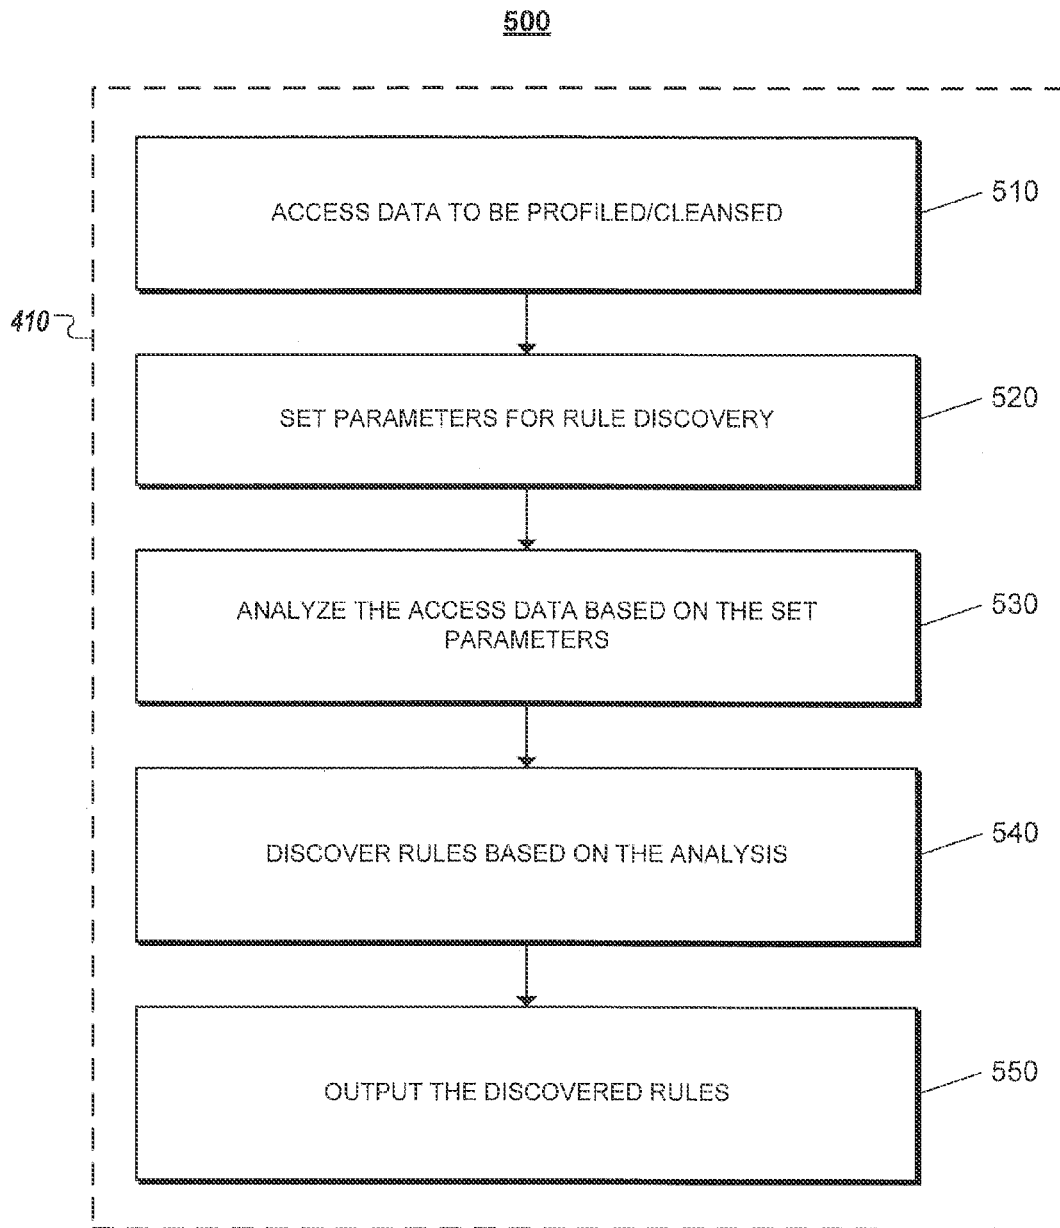 500
ACCESS DATA TO BE PROFILED/CLEANSED
510
410
SET PARAMETERS FOR RULE DISCOVERY
520
ANALYZE THE ACCESS DATA BASED ON THE SET
PARAMETERS
530
DISCOVER RULES BASED ON THE ANALYSIS
540
OUTPUT THE DISCOVERED RULES
550